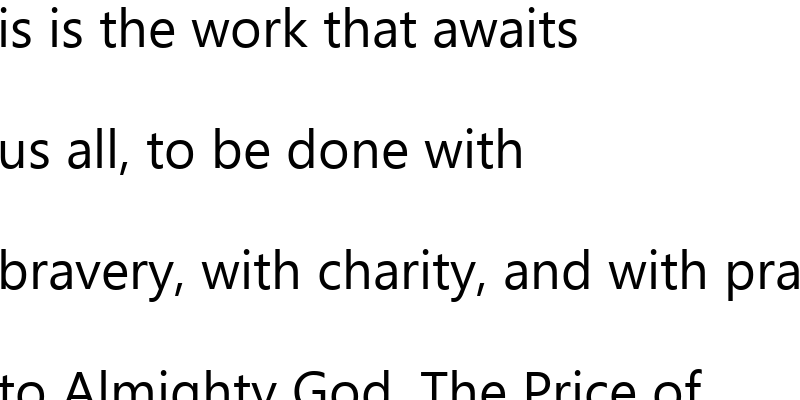 is is the work that awaits
us all, to be done with
bravery, with charity, and with pra
to Almighty God. The Price of